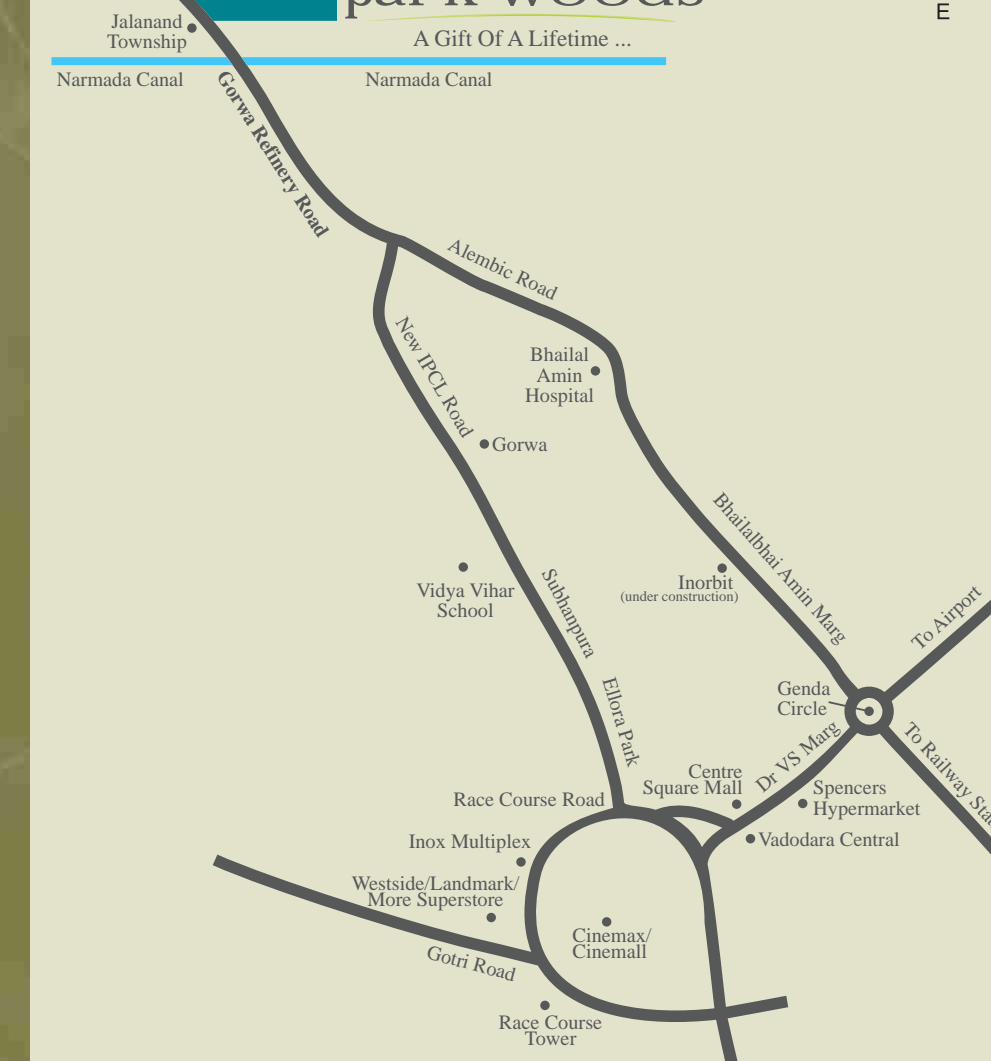 park woods
E
Jalanand
Township
A Gift Of A Lifetime ...
Narmada Canal
Narmada Canal
Gorwa Refinery Road
Alembic Road
New IPCL Road
Bhailal
Amin
Hospital
Gorwa
Bhailalbhai Amin Marg
Inorbit
(under construction)
Vidya Vihar
School
Subhanpura
To Airport
Ellora Park
Genda
Circle
To Railway
Dr VS Marg
Centre
Square Mall
Spencers
Hypermarket
Race Course Road
Vadodara Central
Inox Multiplex
Westside/Landmark/
More Superstore
Cinemax/
Cinemall
Gotri Road
Race Course
Tower